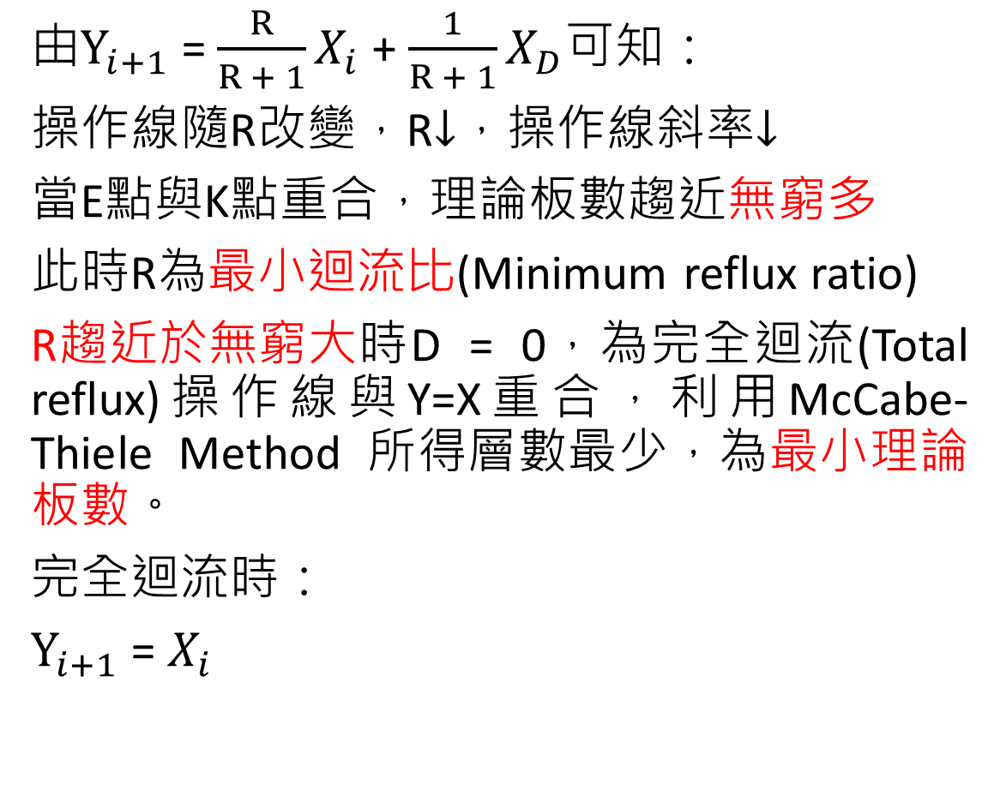 由Y_{i+1} = \frac{R}{R + 1} X_i + \frac{1}{R + 1} X_D 可知：
操作線隨R改變，R↓，操作線斜率↓
當E點與K點重合，理論板數趨近無窮多
此時R為最小迴流比(Minimum reflux ratio)
R趨近於無窮大時D = 0，為完全迴流(Total
reflux)操作線與Y=X重合，利用McCabe-
Thiele Method 所得層數最少，為最小理論
板數。
完全迴流時：
Y_{i+1} = X_i